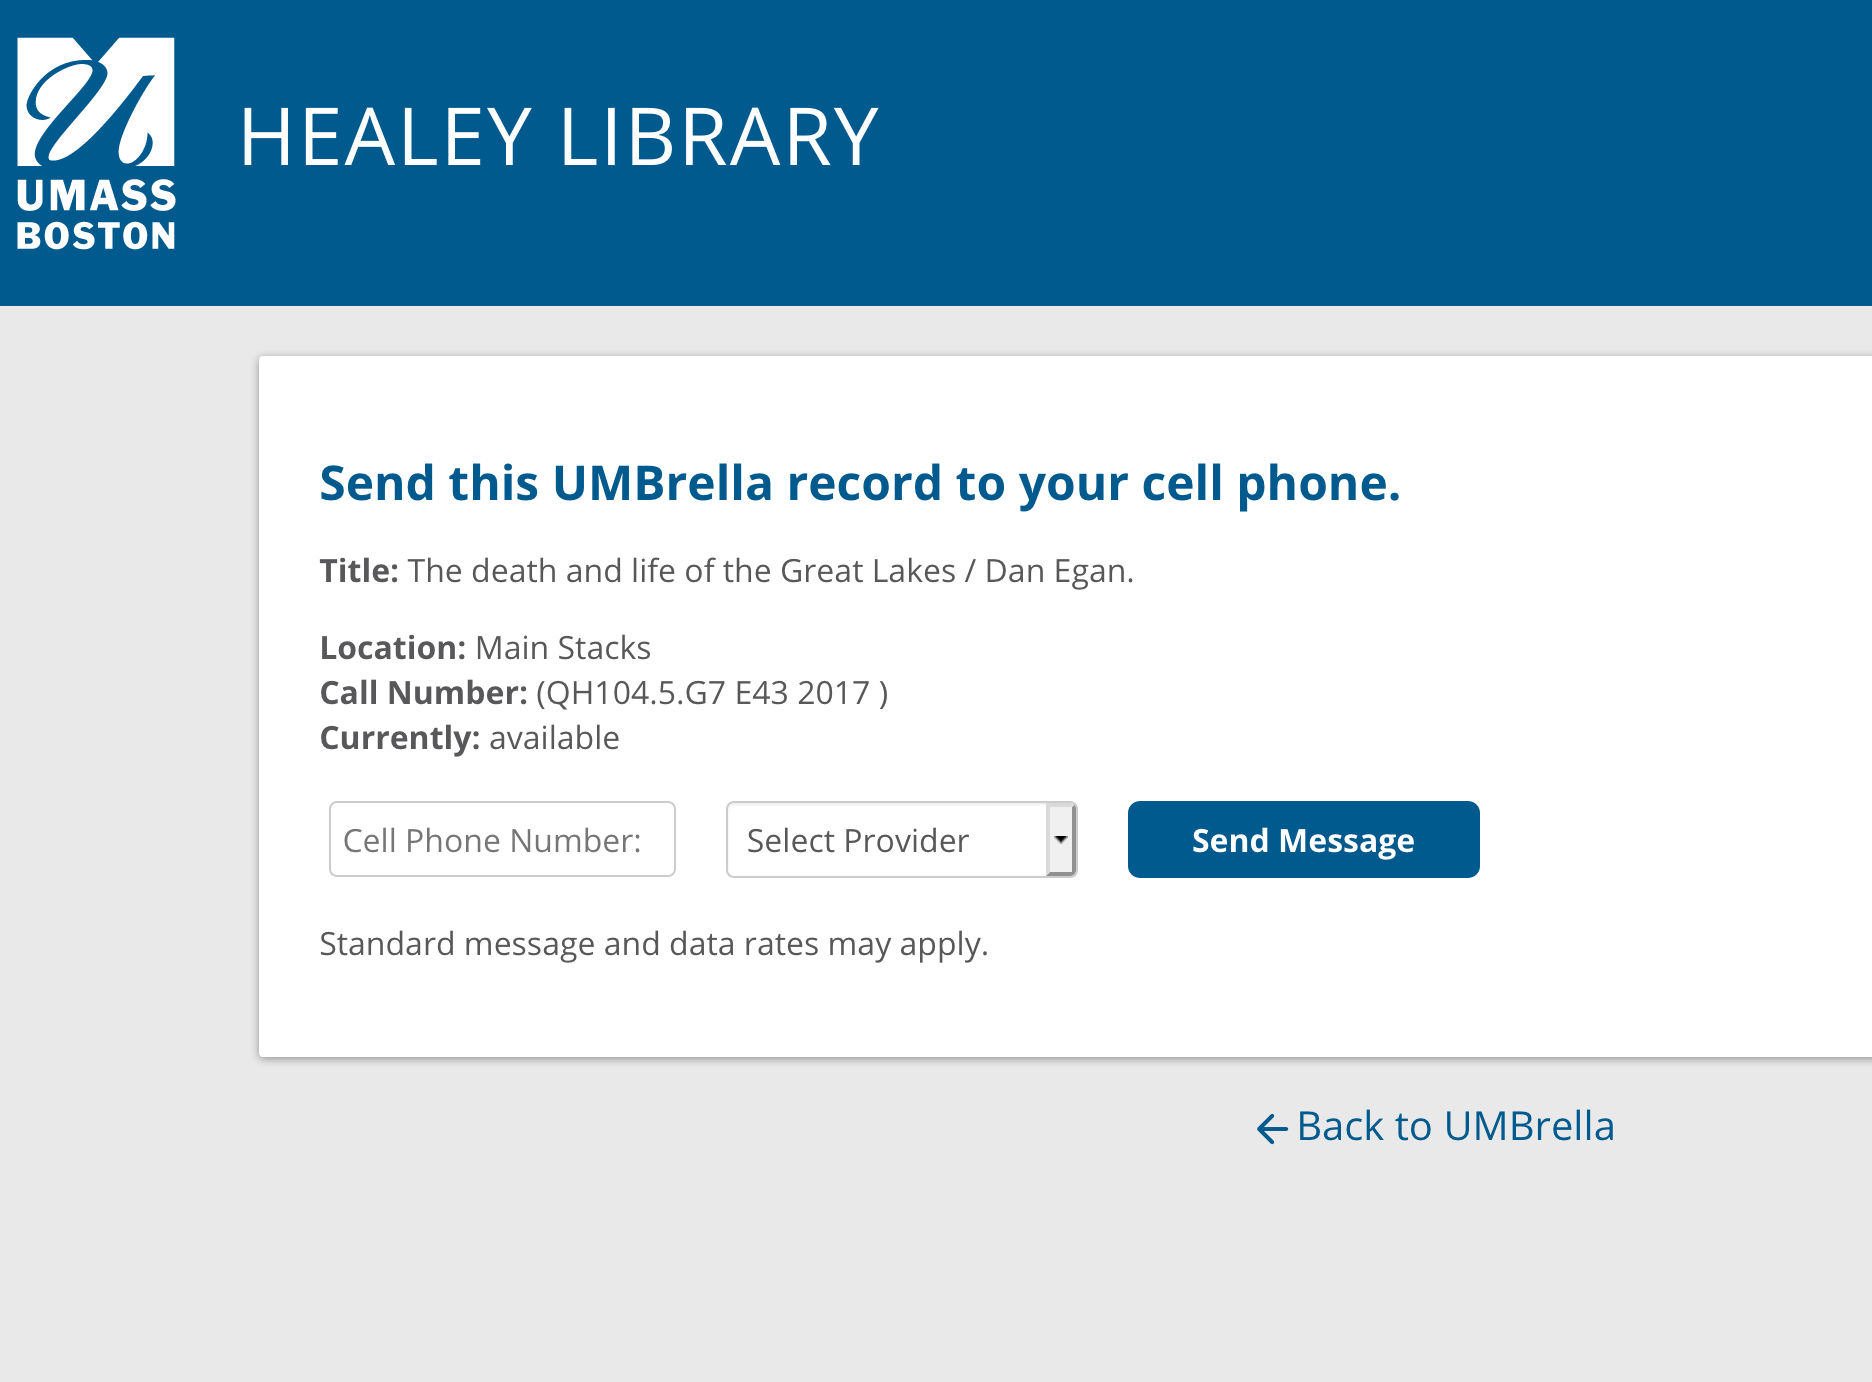 UMASS
BOSTON
HEALEY LIBRARY
Send this UMBrella record to your cell phone.
Title: The death and life of the Great Lakes / Dan Egan.
Location: Main Stacks
Call Number: (QH104.5.G7 E43 2017 )
Currently: available
Cell Phone Number: Select Provider Send Message
Standard message and data rates may apply.
Back to UMBrella